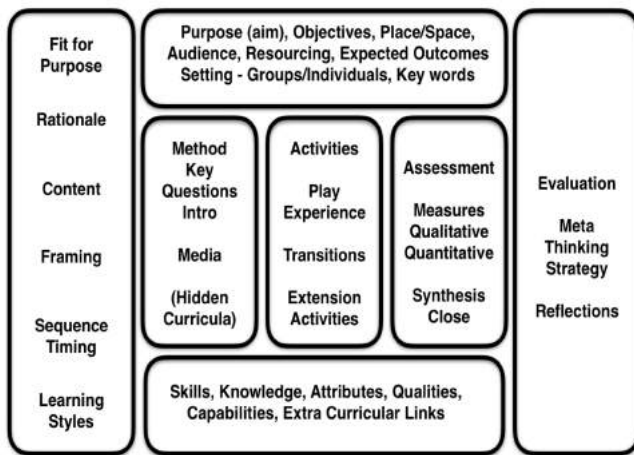 Fit for
Purpose
Rationale
Content
Framing
Sequence
Timing
Learning
Styles
Purpose (aim), Objectives, Place/Space,
Audience, Resourcing, Expected Outcomes
Setting - Groups/Individuals, Key words
Method
Key
Questions
Intro
Media
(Hidden
Curricula)
Activities
Play
Experience
Transitions
Extension
Activities
Assessment
Measures
Qualitative
Quantitative
Synthesis
Close
Skills, Knowledge, Attributes, Qualities,
Capabilities, Extra Curricular Links
Evaluation
Meta
Thinking
Strategy
Reflections